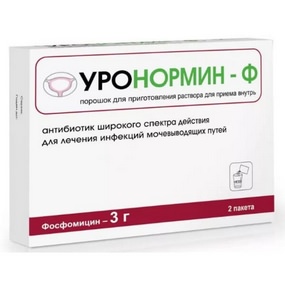 УРОНОРМИН - Ф
порошок для приготовления раствора для приема внутрь
антибиотик широкого спектра действия
для лечения инфекций мочевыводящих путей
Фосфомицин – 3 г
2 пакета